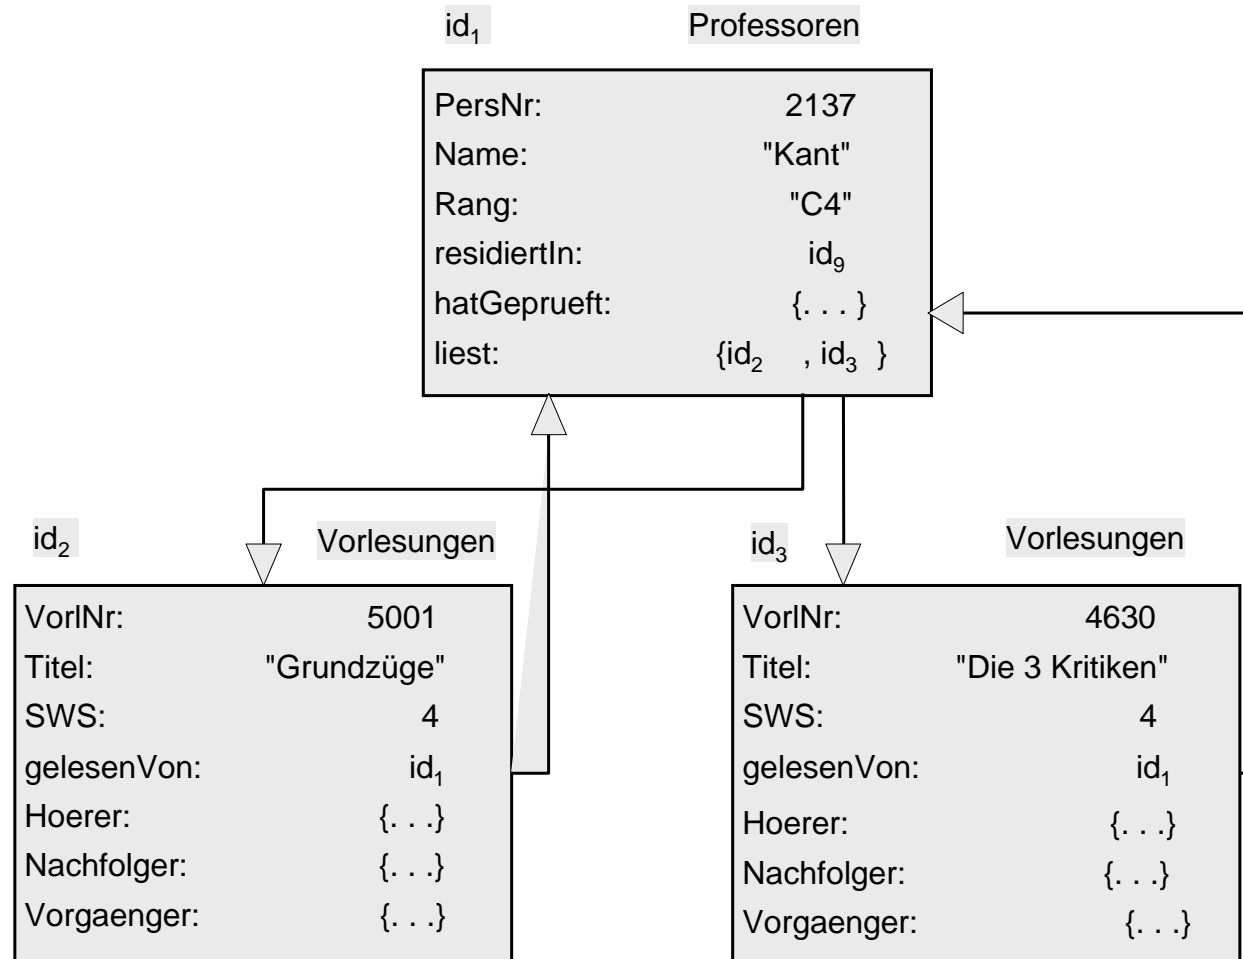 id₁ Professoren
PersNr: 2137
Name: "Kant"
Rang: "C4"
residiertIn: id₉
hatGeprueft: {. . . }
liest: {id₂ , id₃ }
id₂ Vorlesungen
VorlNr: 5001
Titel: "Grundzüge"
SWS: 4
gelesenVon: id₁
Hoerer: {. . .}
Nachfolger: {. . .}
Vorgaenger: {. . .}
id₃ Vorlesungen
VorlNr: 4630
Titel: "Die 3 Kritiken"
SWS: 4
gelesenVon: id₁
Hoerer: {. . .}
Nachfolger: {. . .}
Vorgaenger: {. . .}